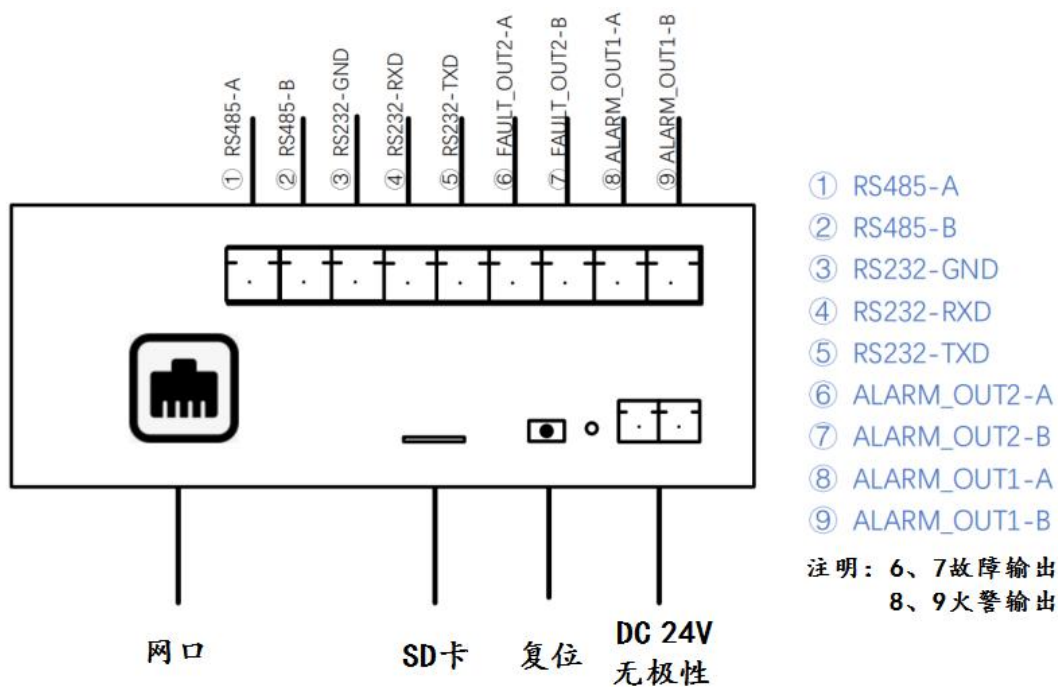 ① RS485-A
② RS485-B
③ RS232-GND
④ RS232-RXD
⑤ RS232-TXD
⑥ FAULT_OUT2-A
⑦ FAULT_OUT2-B
⑧ ALARM_OUT1-A
⑨ ALARM_OUT1-B
① RS485-A
② RS485-B
③ RS232-GND
④ RS232-RXD
⑤ RS232-TXD
⑥ ALARM_OUT2-A
⑦ ALARM_OUT2-B
⑧ ALARM_OUT1-A
⑨ ALARM_OUT1-B
注明：6、7故障输出
8、9火警输出
网口
SD卡
复位
DC 24V
无极性